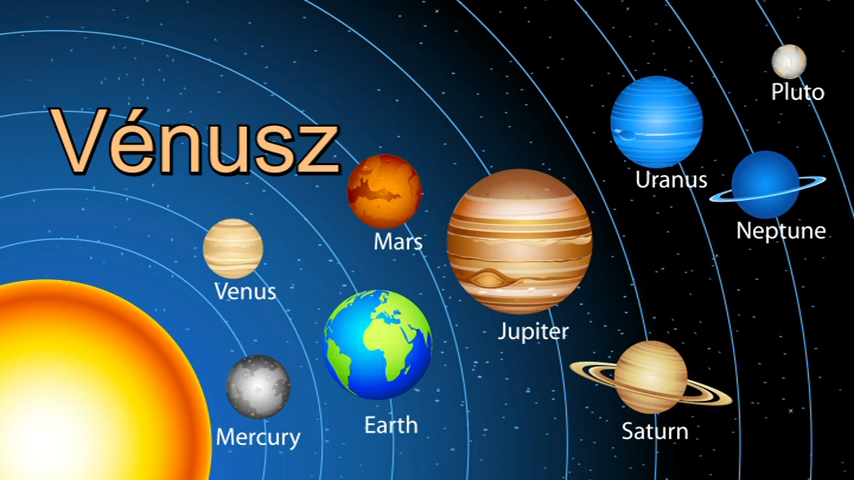 Vénusz
Pluto
Uranus
Neptune
Mars
Venus
Jupiter
Earth
Saturn
Mercury